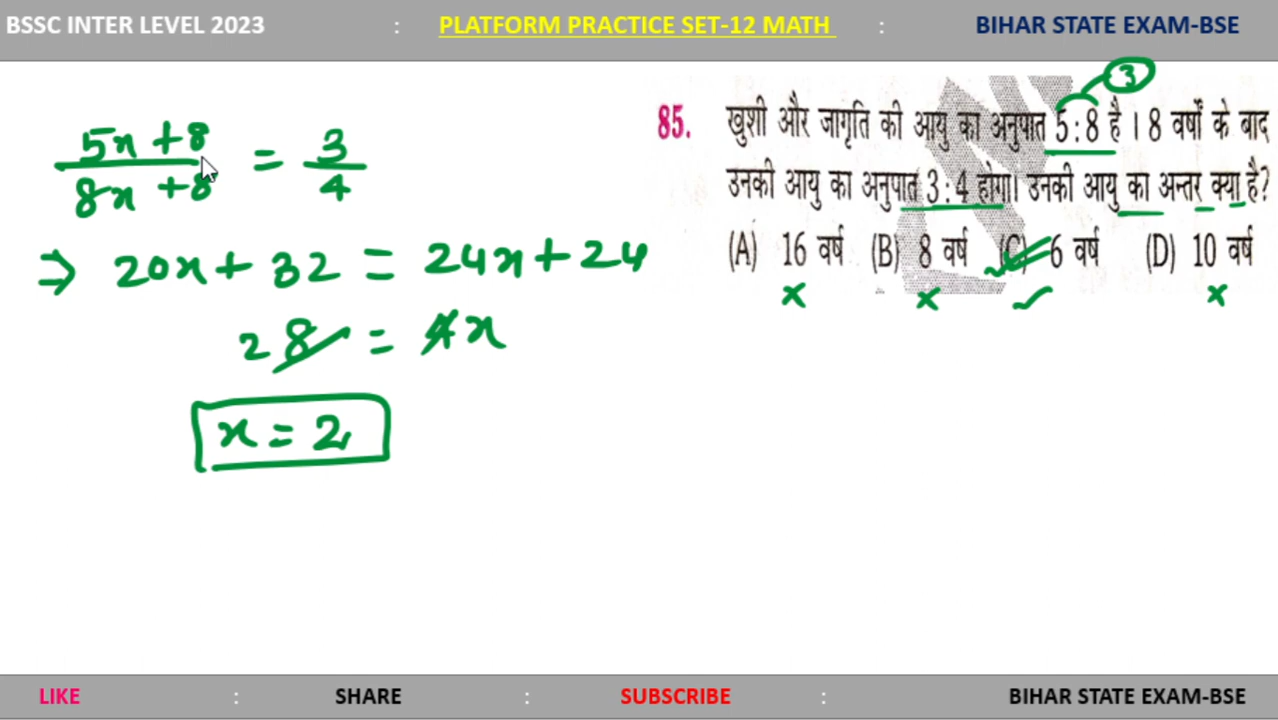 BSSC INTER LEVEL 2023 : PLATFORM PRACTICE SET-12 MATH : BIHAR STATE EXAM-BSE
5x+8 / 8x+8 = 3/4
⇒ 20x+32 = 24x+24
28 = 4x
x=2
3
85. खुशी और जागृति की आयु का अनुपात 5:8 है। 8 वर्षों के बाद
उनकी आयु का अनुपात 3:4 होगा। उनकी आयु का अन्तर क्या है?
(A) 16 वर्ष (B) 8 वर्ष (C) 6 वर्ष (D) 10 वर्ष
LIKE : SHARE : SUBSCRIBE : BIHAR STATE EXAM-BSE